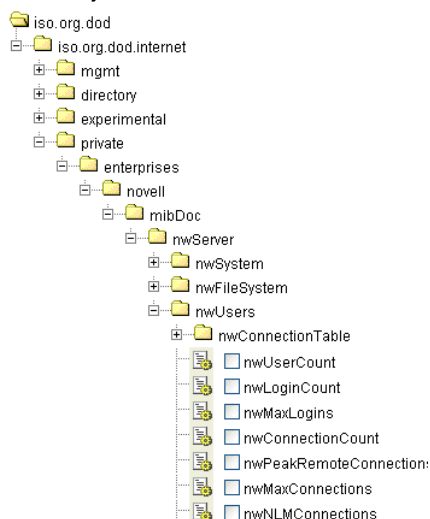 iso.org.dod
iso.org.dod.internet
mgmt
directory
experimental
private
enterprises
novell
mibDoc
nwServer
nwSystem
nwFileSystem
nwUsers
nwConnectionTable
nwUserCount
nwLoginCount
nwMaxLogins
nwConnectionCount
nwPeakRemoteConnections
nwMaxConnections
nwNLMConnections